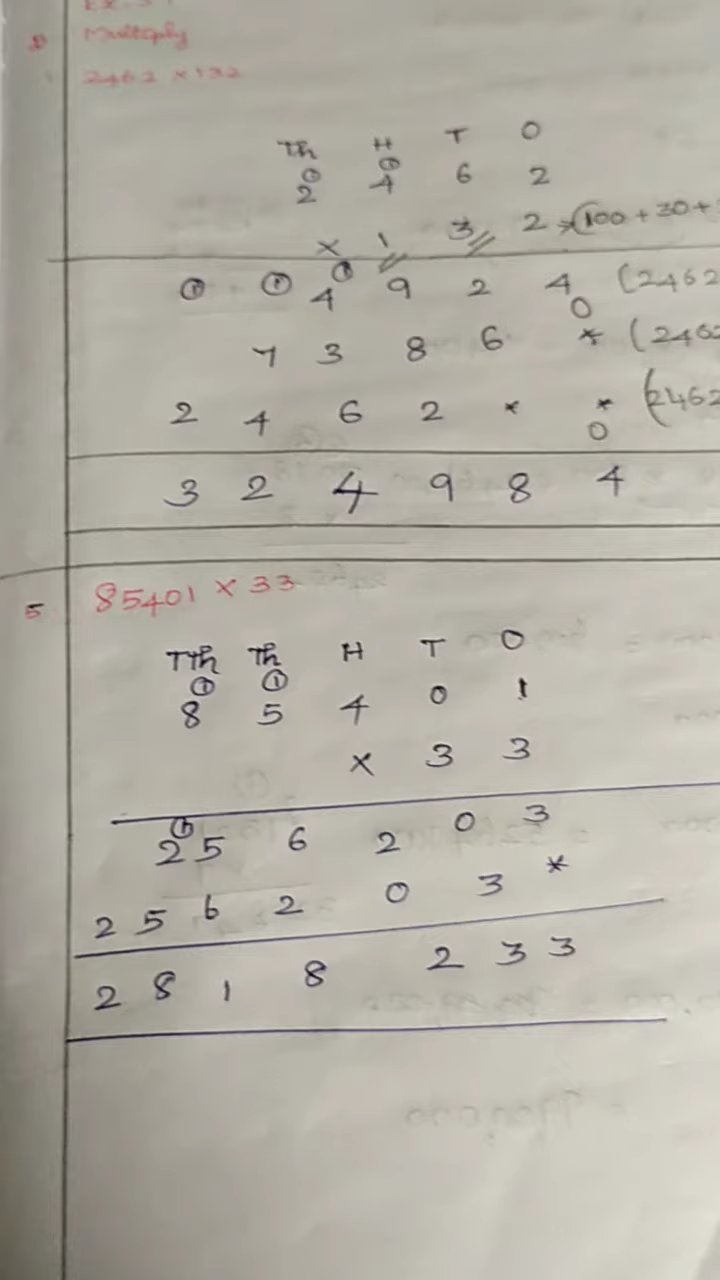 Multiply
2462 × 132
Th H T O
① ①
2 4 6 2
× 1 3 2 → (100 + 30 +
① ① ①
4 9 2 4 (2462
0
7 3 8 6 * (2462
2 4 6 2 * * (2462
0
3 2 4 9 8 4
5 85401 × 33
TTh Th H T O
① ①
8 5 4 0 1
× 3 3
①
2 5 6 2 0 3
2 5 6 2 0 3 *
2 8 1 8 2 3 3